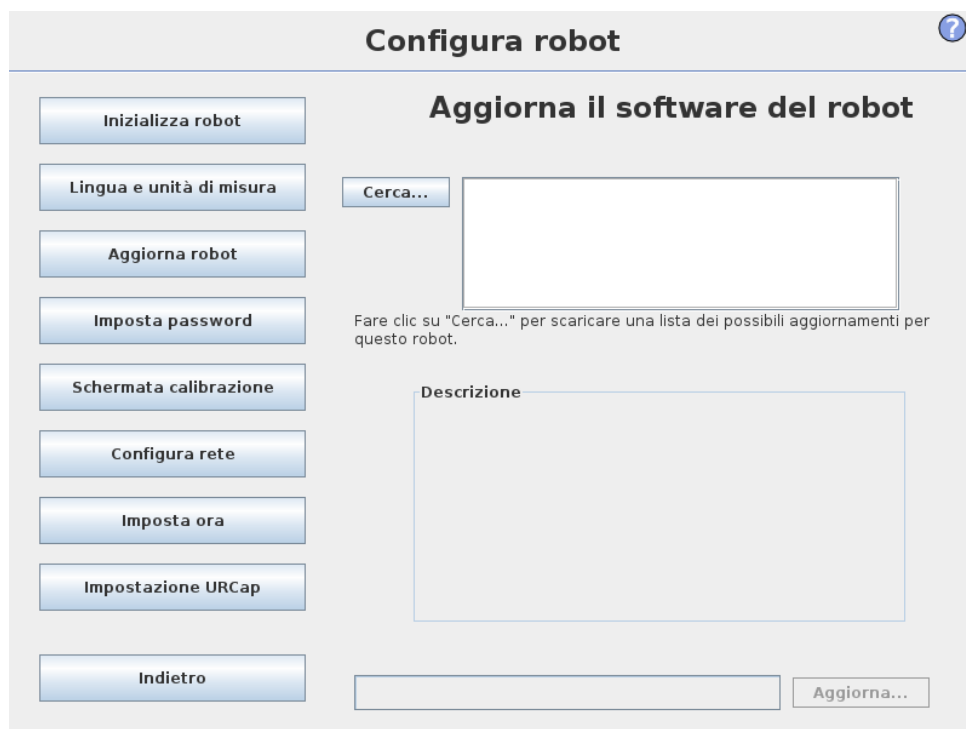 Configura robot
?
Inizializza robot
Lingua e unità di misura
Aggiorna robot
Imposta password
Schermata calibrazione
Configura rete
Imposta ora
Impostazione URCap
Indietro
Aggiorna il software del robot
Cerca...
Fare clic su "Cerca..." per scaricare una lista dei possibili aggiornamenti per
questo robot.
Descrizione
Aggiorna...